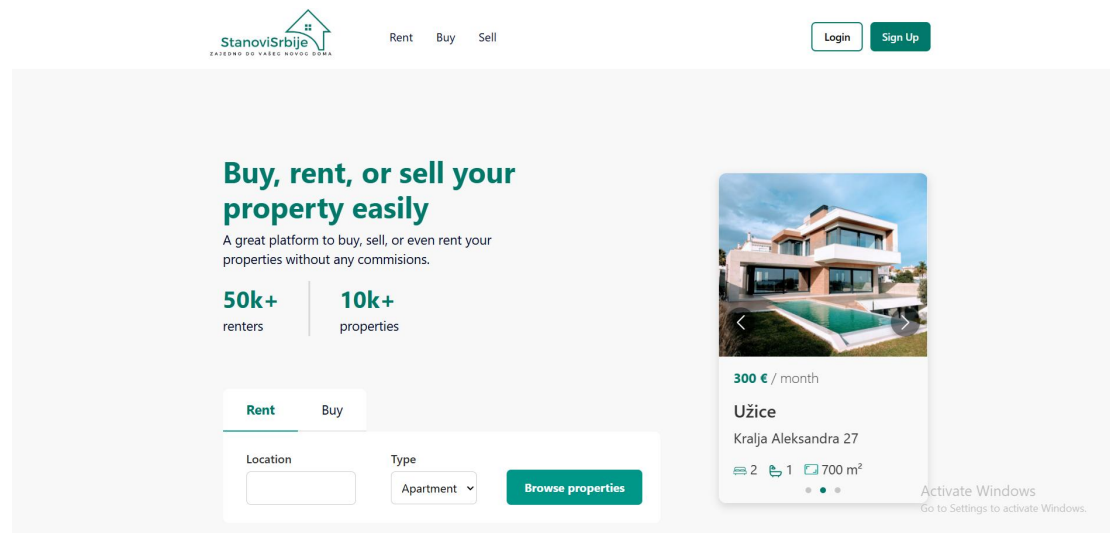 StanoviSrbije
ZAJEDNO DO VAŠEG NOVOG DOMA
Rent Buy Sell
Login Sign Up
Buy, rent, or sell your
property easily
A great platform to buy, sell, or even rent your
properties without any commisions.
50k+ 10k+
renters properties
Rent Buy
Location Type
Apartment Browse properties
300 € / month
Užice
Kralja Aleksandra 27
2 1 700 m²
Activate Windows
Go to Settings to activate Windows.